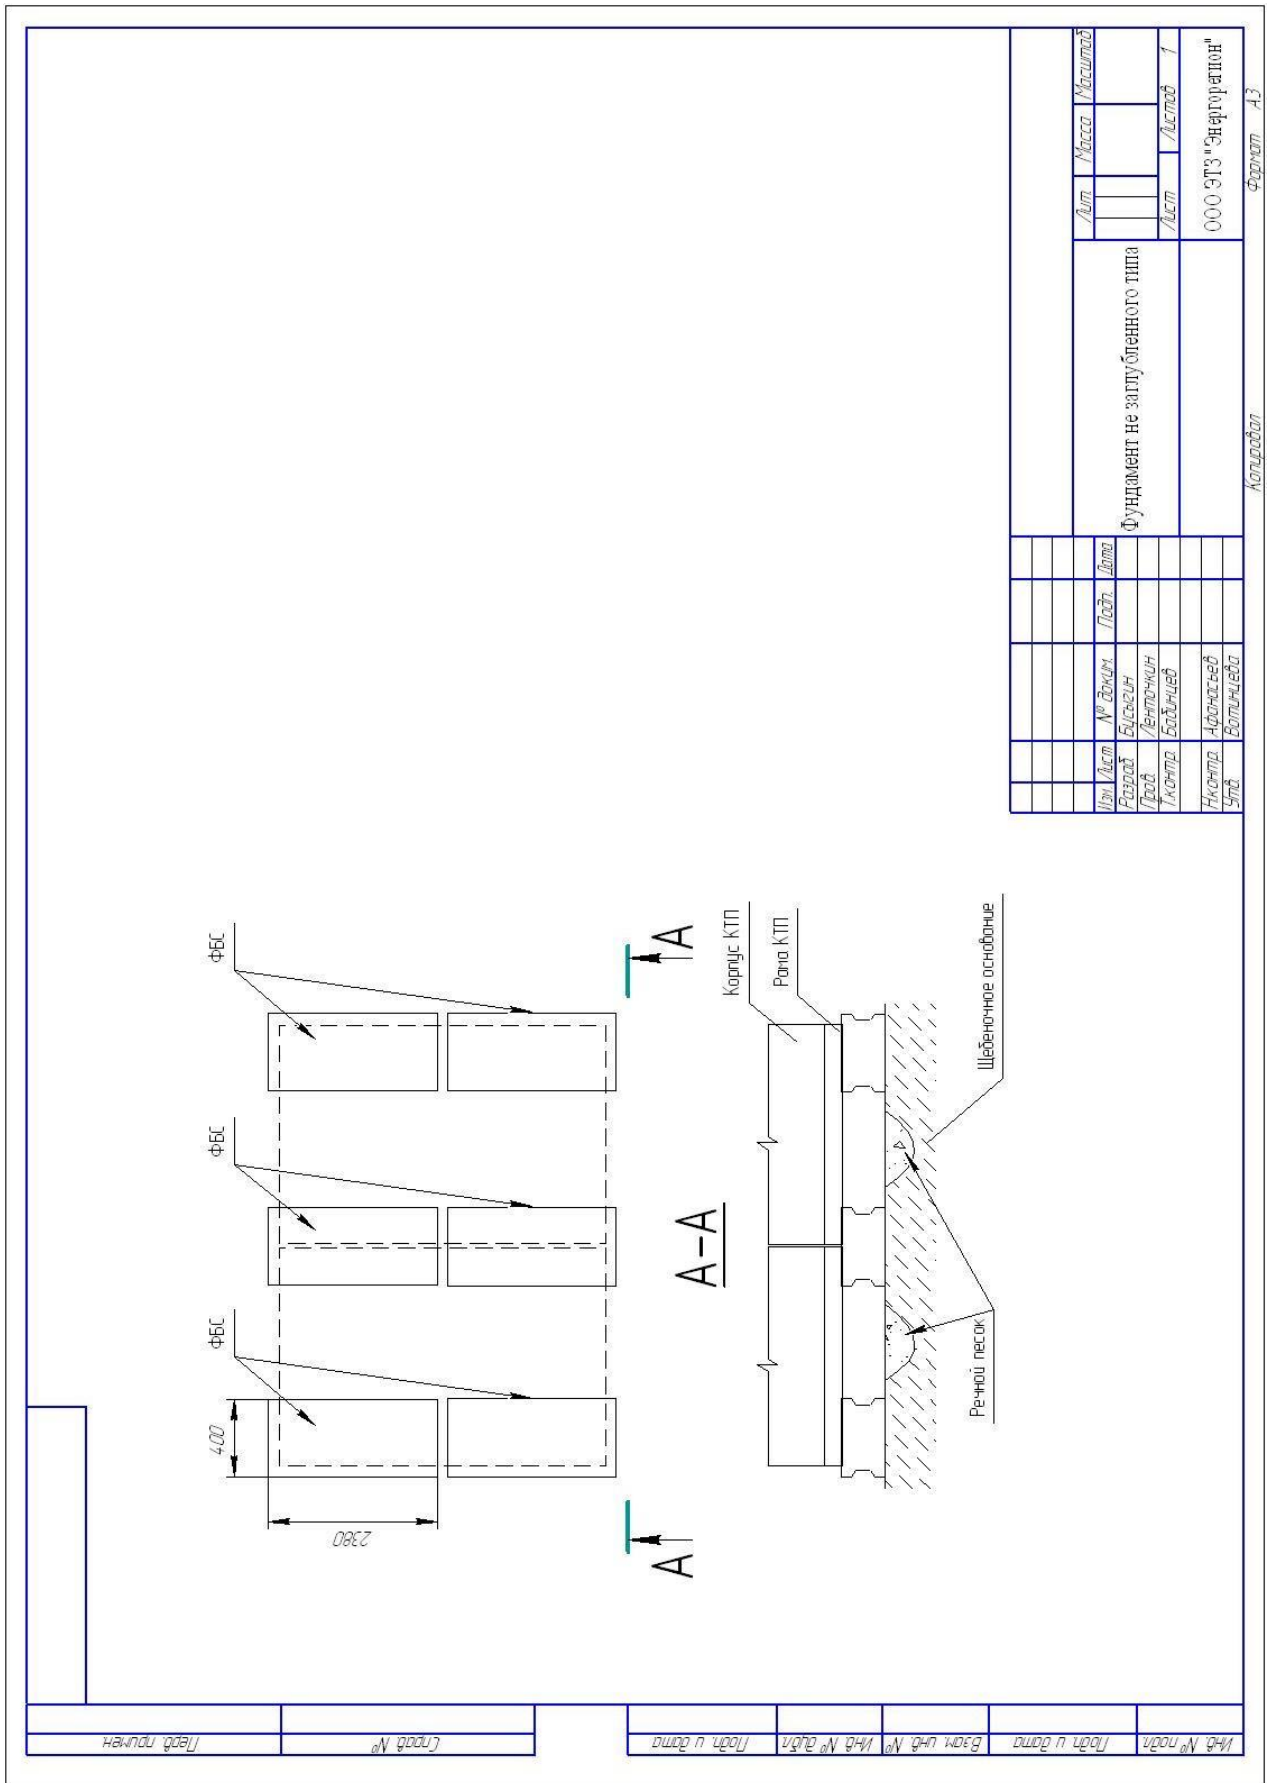 Перв. примен.
Справ. №
Подп. и дата
Инв. № дубл.
Взам. инв. №
Подп. и дата
Инв. № подл.
2380
400
ФБС
ФБС
ФБС
А
А
А-А
Корпус КТП
Рама КТП
Щебеночное основание
Речной песок
Изм. Лист № докум. Подп. Дата
Разраб. Бусыгин
Пров. Ленточкин
Т.контр. Бабинцев
Н.контр. Афанасьев
Утв. Вотинцева
Фундамент не заглубленного типа
Лит. Масса Масштаб
Лист Листов 1
ООО ЭТЗ "Энергорегион"
Копировал Формат А3